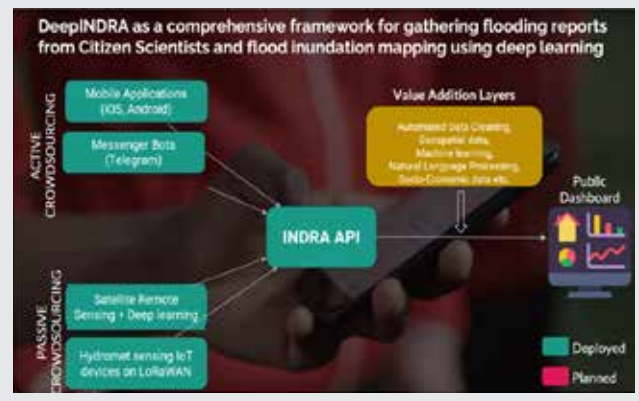 DeepINDRA as a comprehensive framework for gathering flooding reports
from Citizen Scientists and flood inundation mapping using deep learning
ACTIVE
CROWDSOURCING
Mobile Applications
(iOS, Android)
Messenger Bots
(Telegram)
Value Addition Layers
Automated Data Cleaning,
Geospatial data,
Machine learning,
Natural Language Processing,
Socio-Economic data etc.
Public
Dashboard
INDRA API
PASSIVE
CROWDSOURCING
Satellite Remote
Sensing + Deep learning
Hydromet sensing IoT
devices on LoRaWAN
Deployed
Planned